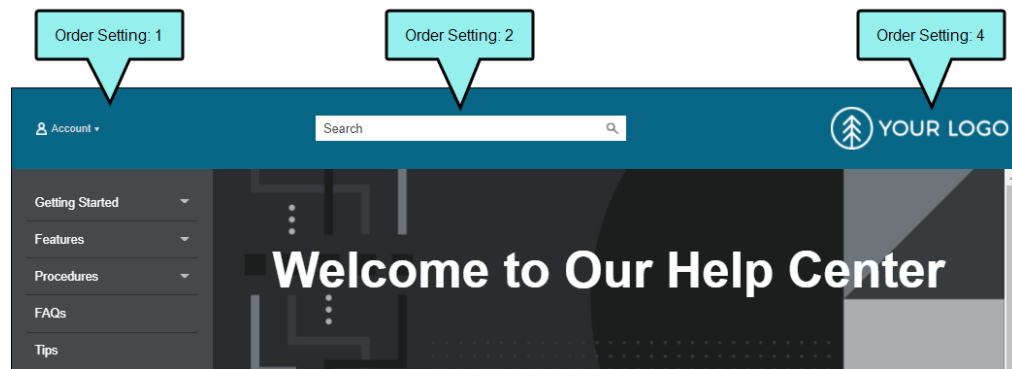 Order Setting: 1
Order Setting: 2
Order Setting: 4
Account
Search
YOUR LOGO
Getting Started
Features
Procedures
FAQs
Tips
Welcome to Our Help Center